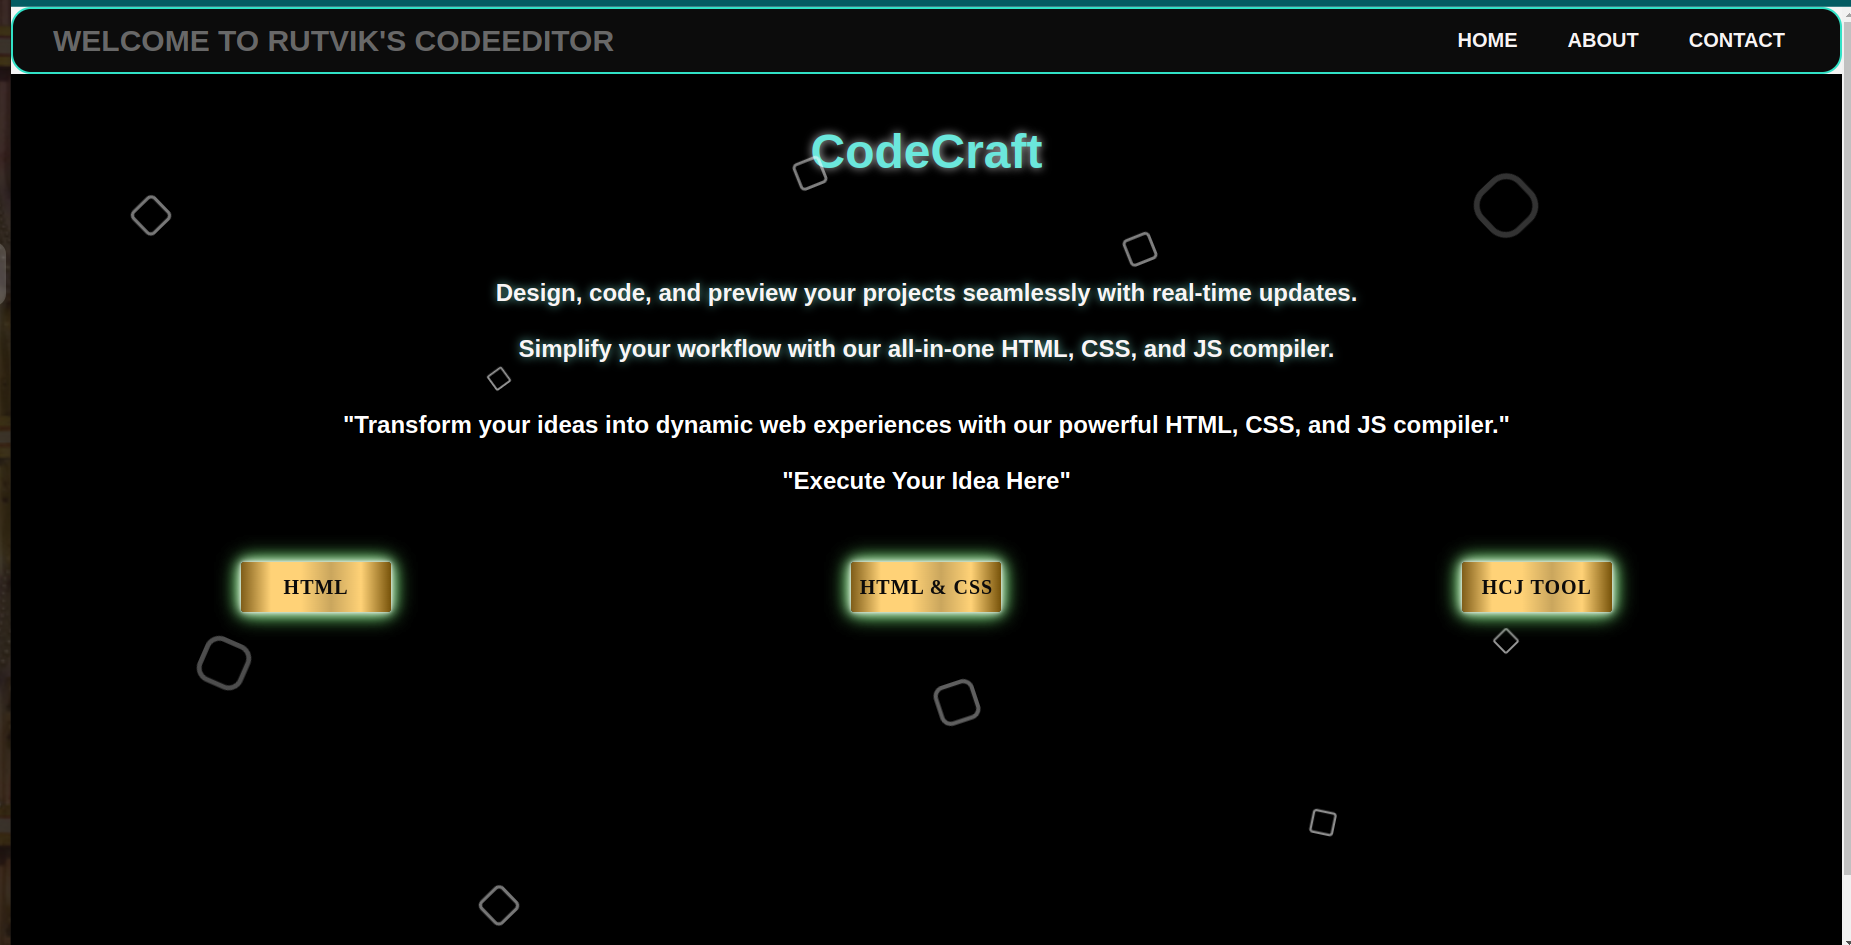 WELCOME TO RUTVIK'S CODEEDITOR
HOME ABOUT CONTACT
CodeCraft
Design, code, and preview your projects seamlessly with real-time updates.
Simplify your workflow with our all-in-one HTML, CSS, and JS compiler.
"Transform your ideas into dynamic web experiences with our powerful HTML, CSS, and JS compiler."
"Execute Your Idea Here"
HTML
HTML & CSS
HCJ TOOL